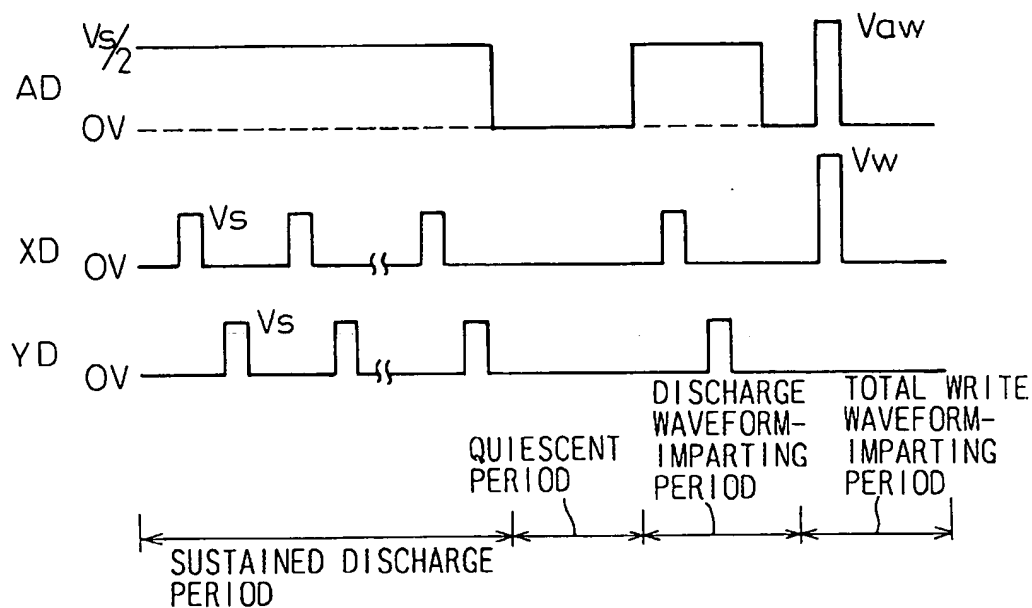 Vs/2
AD
0V
Vaw
Vw
XD
0V
Vs
YD
0V
Vs
QUIESCENT
PERIOD
DISCHARGE
WAVEFORM-
IMPARTING
PERIOD
TOTAL WRITE
WAVEFORM-
IMPARTING
PERIOD
SUSTAINED DISCHARGE
PERIOD